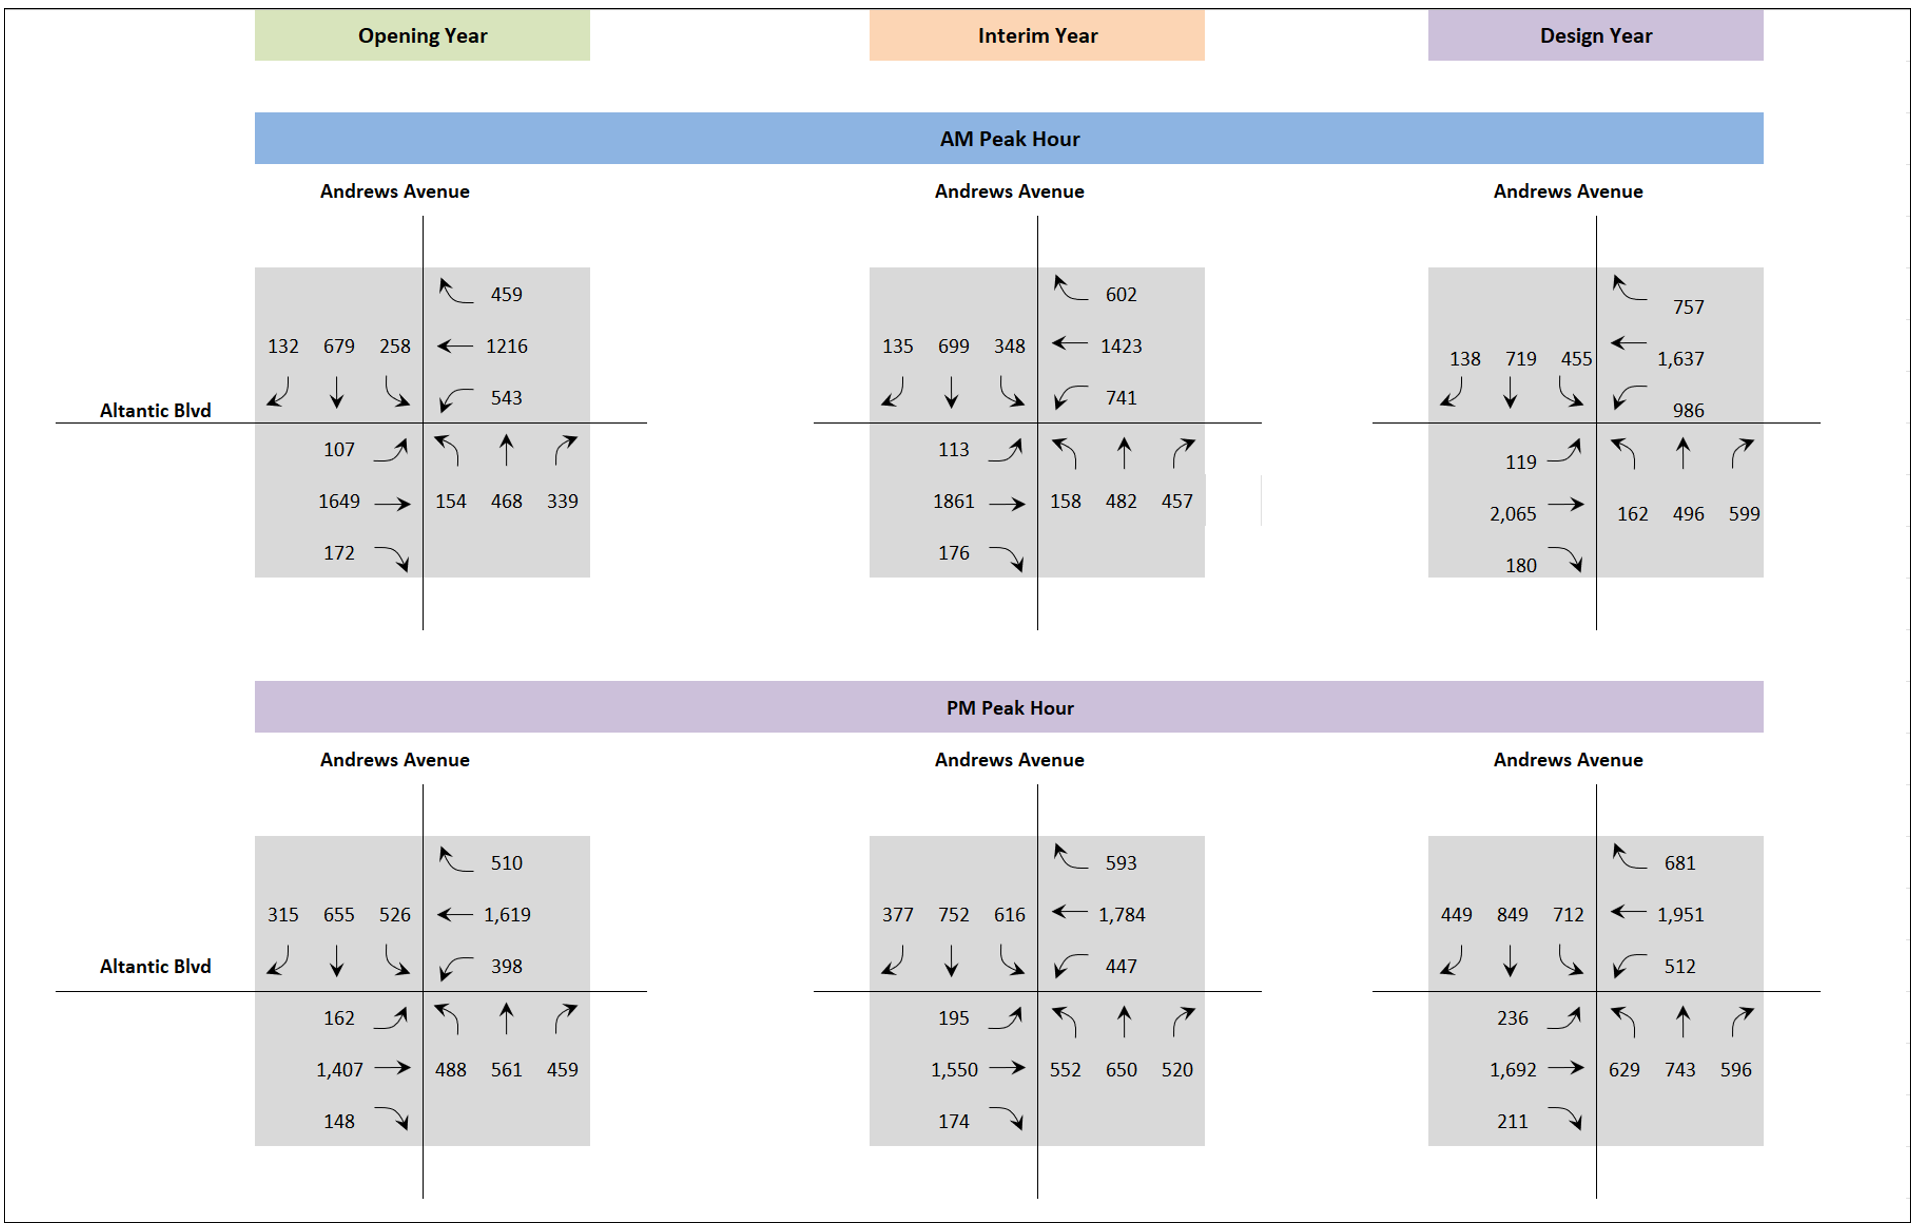 Opening Year Interim Year Design Year
AM Peak Hour
Andrews Avenue Andrews Avenue Andrews Avenue
459 602 757
132 679 258 1216 135 699 348 1423 138 719 455 1,637
543 741 986
Altantic Blvd
107 113 119
1649 154 468 339 1861 158 482 457 2,065 162 496 599
172 176 180
PM Peak Hour
Andrews Avenue Andrews Avenue Andrews Avenue
510 593 681
315 655 526 1,619 377 752 616 1,784 449 849 712 1,951
Altantic Blvd 398 447 512
162 195 236
1,407 488 561 459 1,550 552 650 520 1,692 629 743 596
148 174 211